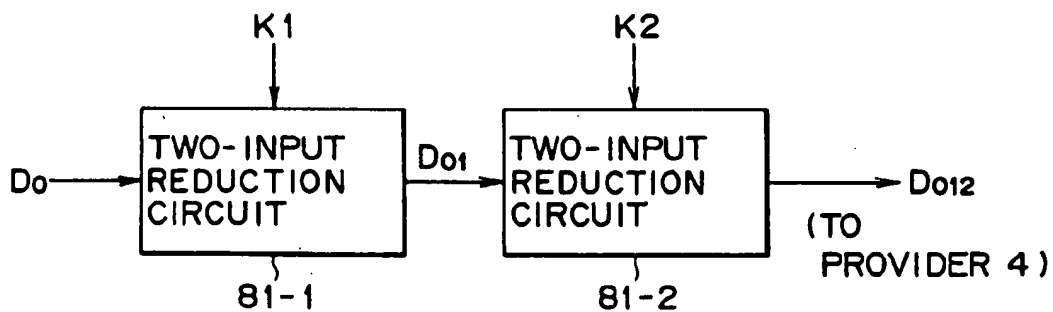 K1
K2
Do
TWO-INPUT
REDUCTION
CIRCUIT
Do1
TWO-INPUT
REDUCTION
CIRCUIT
Do12
(TO
PROVIDER 4)
81-1
81-2